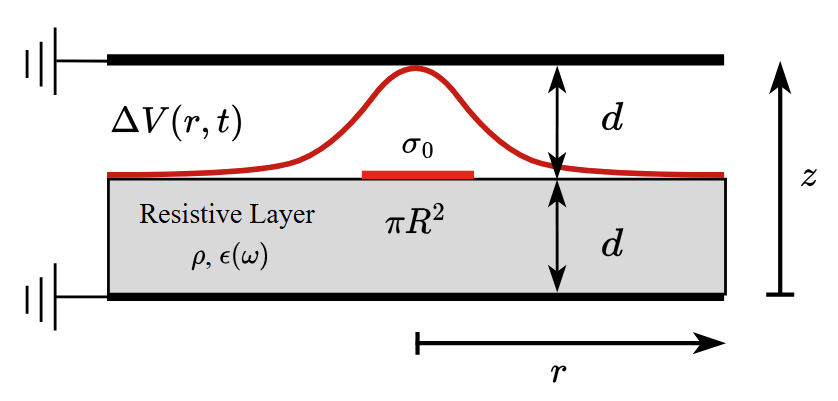 ΔV(r, t)
d
σ₀
z
Resistive Layer
ρ, ϵ(ω)
πR²
d
r